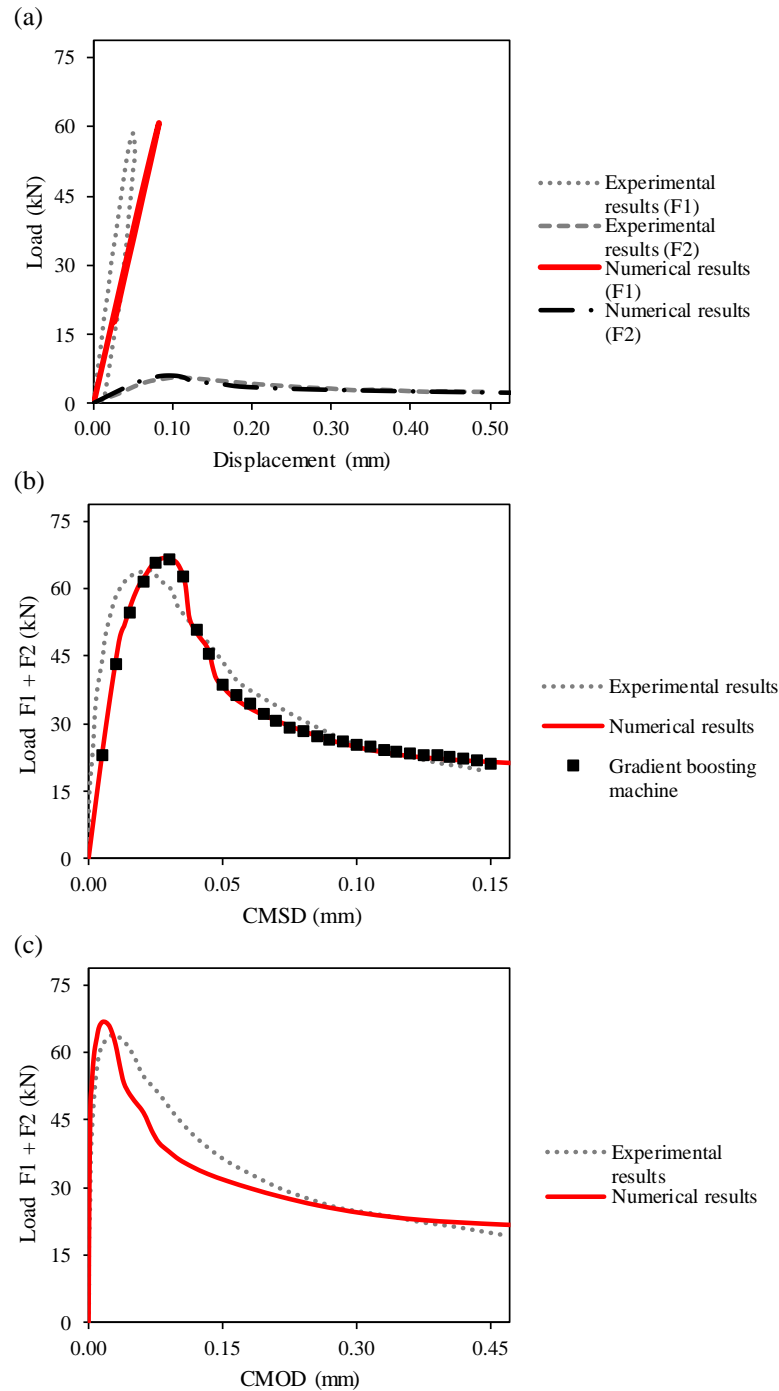 (a)
75
60
45
30
15
0
Load (kN)
0.00 0.10 0.20 0.30 0.40 0.50
Displacement (mm)
Experimental
results (F1)
Experimental
results (F2)
Numerical results
(F1)
Numerical results
(F2)
(b)
75
60
45
30
15
0
Load F1 + F2 (kN)
0.00 0.05 0.10 0.15
CMSD (mm)
Experimental results
Numerical results
Gradient boosting
machine
(c)
75
60
45
30
15
0
Load F1 + F2 (kN)
0.00 0.15 0.30 0.45
CMOD (mm)
Experimental
results
Numerical results